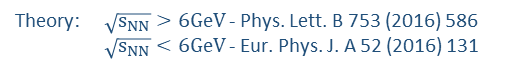 Theory: √sNN > 6GeV - Phys. Lett. B 753 (2016) 586
√sNN < 6GeV - Eur. Phys. J. A 52 (2016) 131